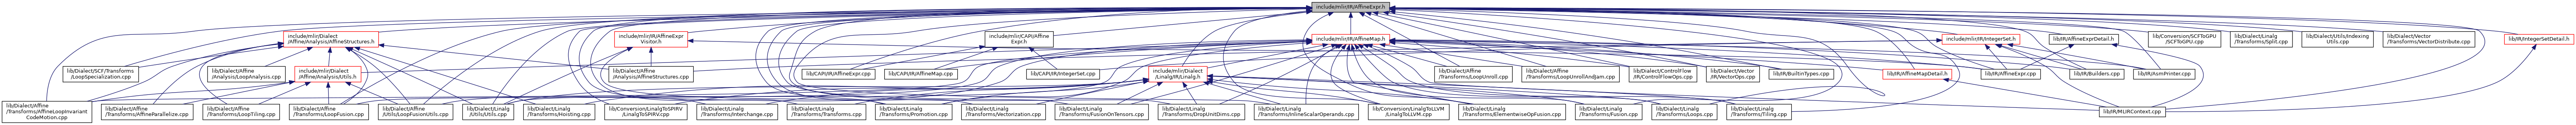 include/mlir/IR/AffineExpr.h
include/mlir/Dialect
/Affine/Analysis/AffineStructures.h
include/mlir/IR/AffineExpr
Visitor.h
include/mlir/CAPI/Affine
Expr.h
include/mlir/IR/AffineMap.h
include/mlir/IR/IntegerSet.h
lib/IR/AffineExprDetail.h
lib/Conversion/SCFToGPU
/SCFToGPU.cpp
lib/Dialect/Linalg
/Transforms/Split.cpp
lib/Dialect/Linalg/Utils/Indexing
Utils.cpp
lib/Dialect/Vector
/Transforms/VectorDistribute.cpp
lib/IR/IntegerSetDetail.h
lib/Dialect/SCF/Transforms
/LoopSpecialization.cpp
lib/Dialect/Affine
/Analysis/LoopAnalysis.cpp
include/mlir/Dialect
/Affine/Analysis/Utils.h
lib/Dialect/Affine
/Analysis/AffineStructures.cpp
lib/CAPI/IR/AffineExpr.cpp
lib/CAPI/IR/AffineMap.cpp
lib/CAPI/IR/IntegerSet.cpp
include/mlir/Dialect
/Linalg/IR/Linalg.h
lib/Dialect/Affine
/Transforms/LoopUnroll.cpp
lib/Dialect/Affine
/Transforms/LoopUnrollAndJam.cpp
lib/Dialect/ControlFlow
/IR/ControlFlowOps.cpp
lib/Dialect/Vector
/IR/VectorOps.cpp
lib/IR/BuiltinTypes.cpp
lib/IR/AffineMapDetail.h
lib/IR/AffineExpr.cpp
lib/IR/Builders.cpp
lib/IR/AsmPrinter.cpp
lib/Dialect/Affine
/Transforms/AffineLoopInvariant
CodeMotion.cpp
lib/Dialect/Affine
/Transforms/AffineParallelize.cpp
lib/Dialect/Affine
/Transforms/LoopTiling.cpp
lib/Dialect/Affine
/Transforms/LoopFusion.cpp
lib/Dialect/Affine
/Utils/LoopFusionUtils.cpp
lib/Dialect/Linalg
/Utils/Utils.cpp
lib/Dialect/Linalg
/Transforms/Hoisting.cpp
lib/Conversion/LinalgToSPIRV
/LinalgToSPIRV.cpp
lib/Dialect/Linalg
/Transforms/Interchange.cpp
lib/Dialect/Linalg
/Transforms/Transforms.cpp
lib/Dialect/Linalg
/Transforms/Promotion.cpp
lib/Dialect/Linalg
/Transforms/Vectorization.cpp
lib/Dialect/Linalg
/Transforms/FusionOnTensors.cpp
lib/Dialect/Linalg
/Transforms/DropUnitDims.cpp
lib/Dialect/Linalg
/Transforms/InlineScalarOperands.cpp
lib/Conversion/LinalgToLLVM
/LinalgToLLVM.cpp
lib/Dialect/Linalg
/Transforms/ElementwiseOpFusion.cpp
lib/Dialect/Linalg
/Transforms/Fusion.cpp
lib/Dialect/Linalg
/Transforms/Loops.cpp
lib/Dialect/Linalg
/Transforms/Tiling.cpp
lib/IR/MLIRContext.cpp